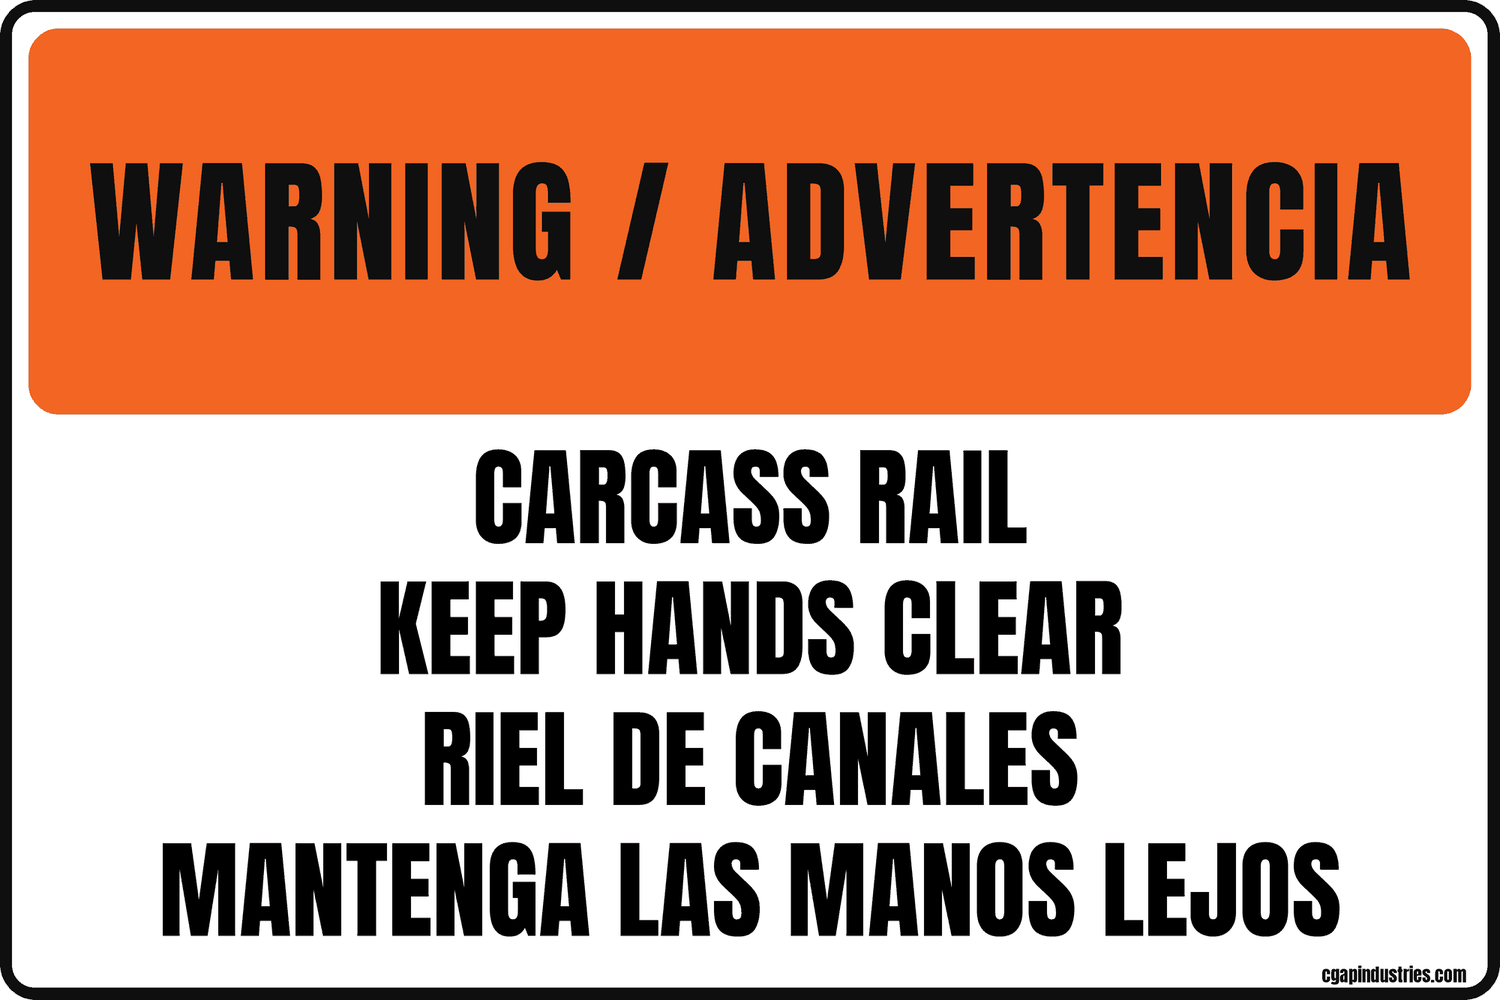 WARNING / ADVERTENCIA
CARCASS RAIL
KEEP HANDS CLEAR
RIEL DE CANALES
MANTENGA LAS MANOS LEJOS
cgapindustries.com